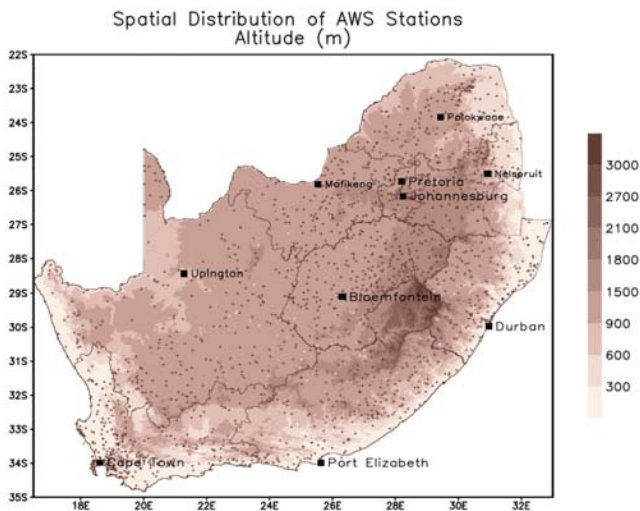 Spatial Distribution of AWS Stations
Altitude (m)
22S
23S
24S
25S
26S
27S
28S
29S
30S
31S
32S
33S
34S
35S
Polokwane
Nelspruit
Mafikeng
Pretoria
Johannesburg
Upington
Bloemfontein
Durban
Cape Town
Port Elizabeth
18E 20E 22E 24E 26E 28E 30E 32E
3000
2700
2100
1800
1500
1200
900
600
300